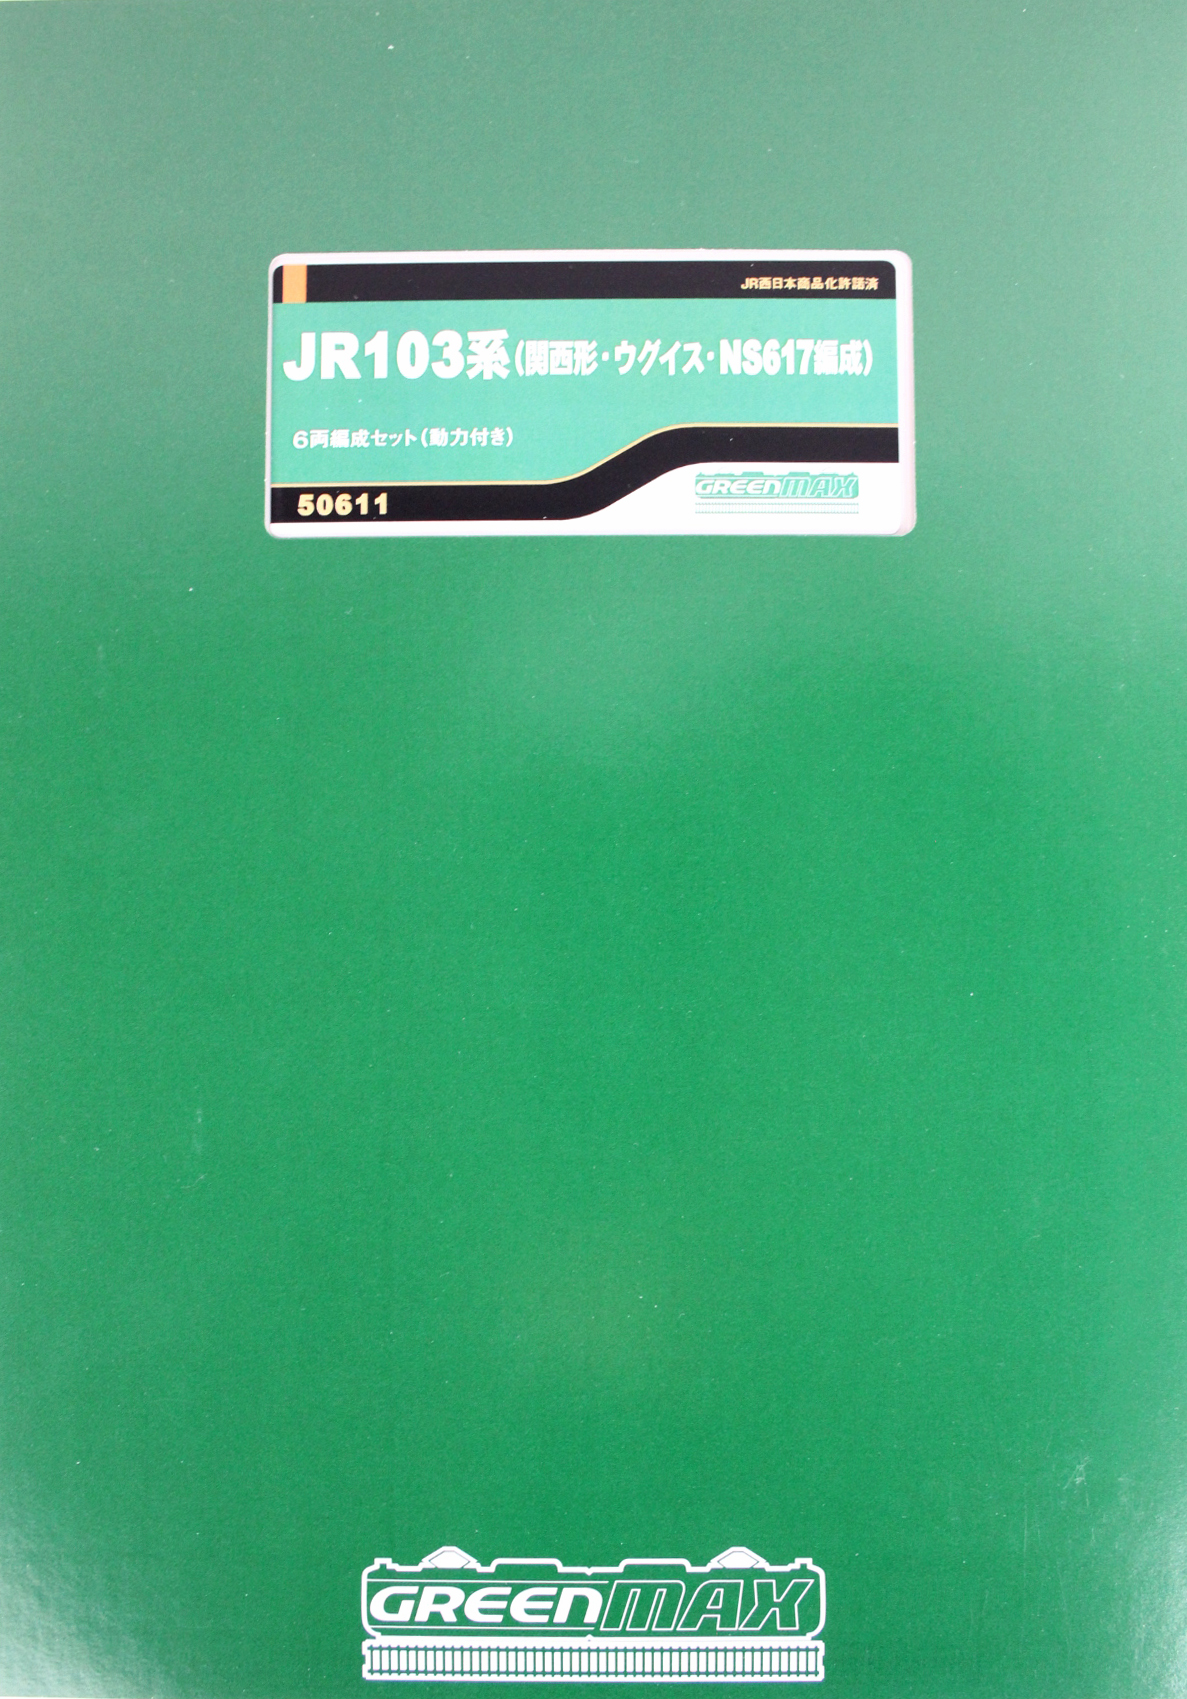 JR西日本商品化許諾済
JR103系(関西形・ウグイス・NS617編成)
6両編成セット(動力付き)
50611
GREENMAX
GREENMAX